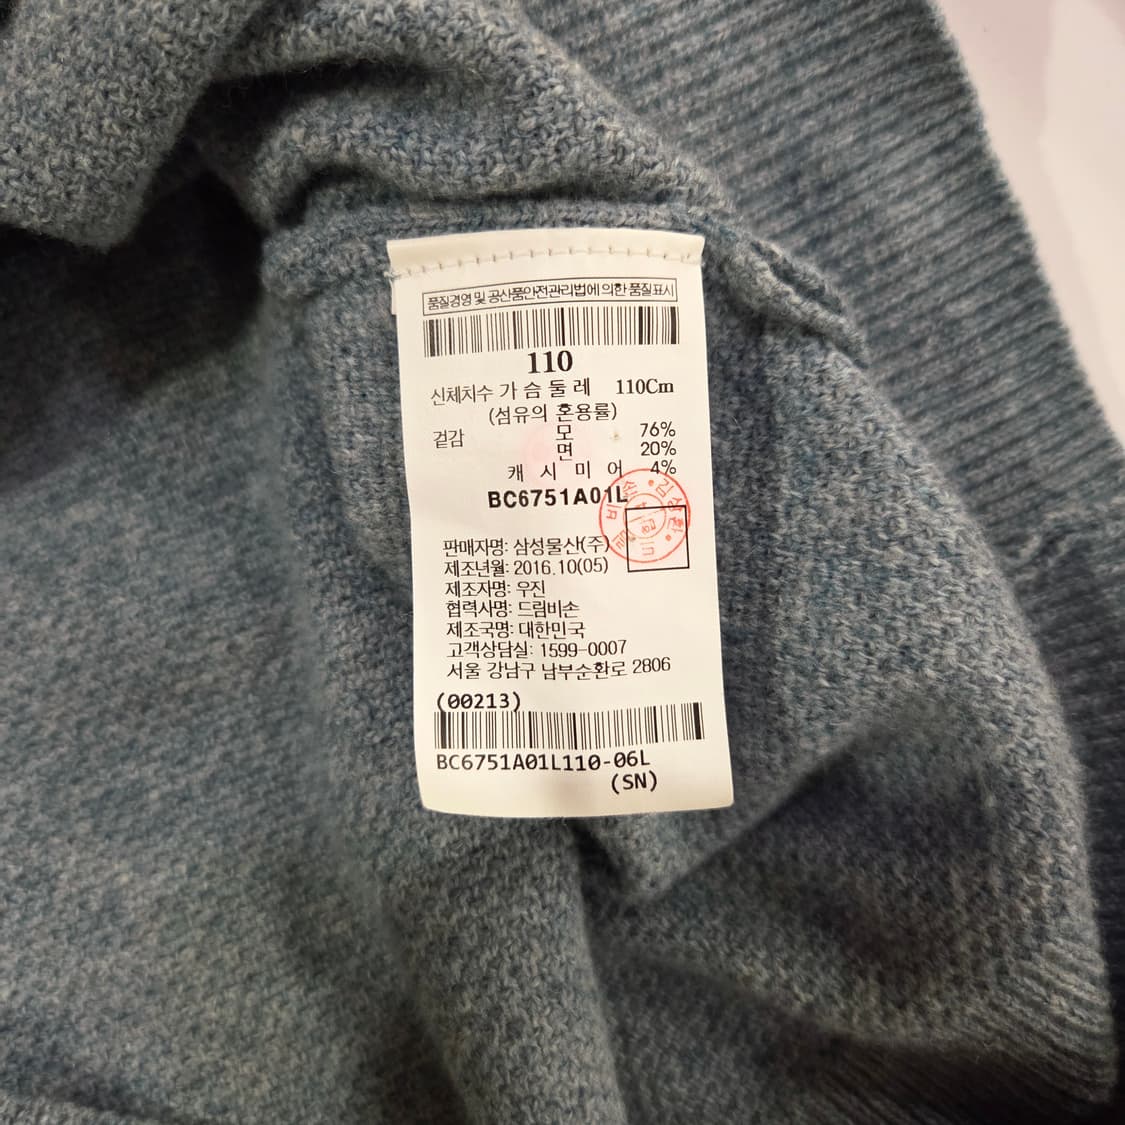 품질경영 및 공산품안전관리법에 의한 품질표시
110
신체치수 가 슴 둘 레 110Cm
(섬유의 혼용률)
겉감 모 76%
면 20%
캐 시 미 어 4%
BC6751A01L
판매자명: 삼성물산(주)
제조년월: 2016.10(05)
제조자명: 우진
협력사명: 드림비손
제조국명: 대한민국
고객상담실: 1599-0007
서울 강남구 남부순환로 2806
(00213)
BC6751A01L110-06L
(SN)